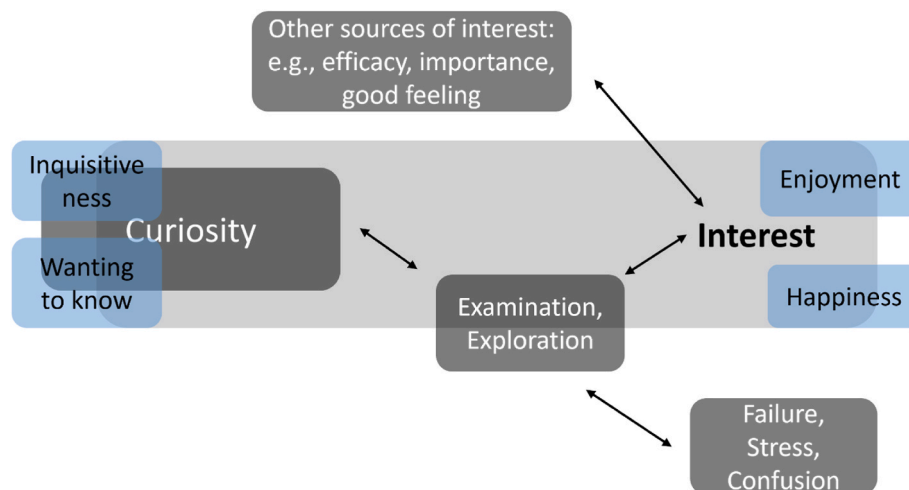 Other sources of interest:
e.g., efficacy, importance,
good feeling
Inquisitive
ness
Curiosity
Wanting
to know
Examination,
Exploration
Interest
Enjoyment
Happiness
Failure,
Stress,
Confusion